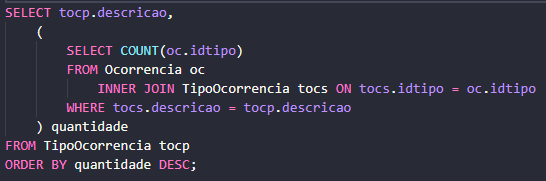 SELECT tocp.descricao,
(
SELECT COUNT(oc.idtipo)
FROM Ocorrencia oc
INNER JOIN TipoOcorrencia tocs ON tocs.idtipo = oc.idtipo
WHERE tocs.descricao = tocp.descricao
) quantidade
FROM TipoOcorrencia tocp
ORDER BY quantidade DESC;